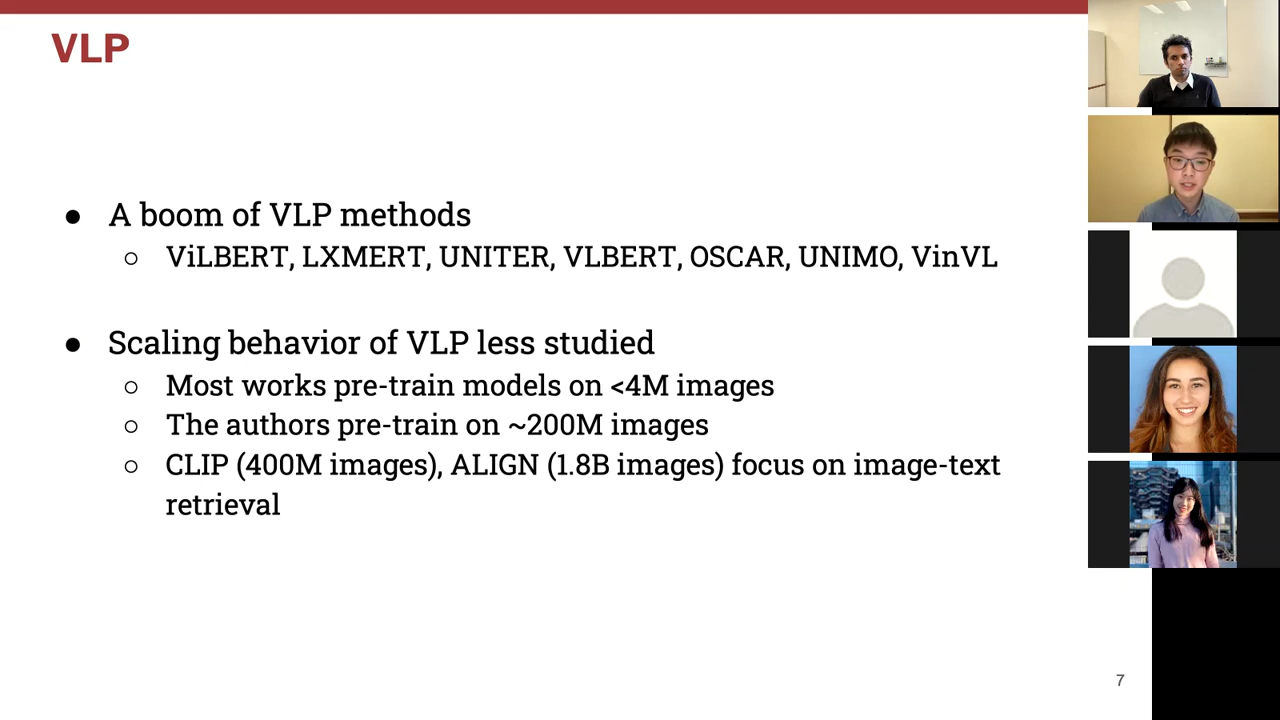 VLP
● A boom of VLP methods
○ ViLBERT, LXMERT, UNITER, VLBERT, OSCAR, UNIMO, VinVL
● Scaling behavior of VLP less studied
○ Most works pre-train models on <4M images
○ The authors pre-train on ~200M images
○ CLIP (400M images), ALIGN (1.8B images) focus on image-text
retrieval
7